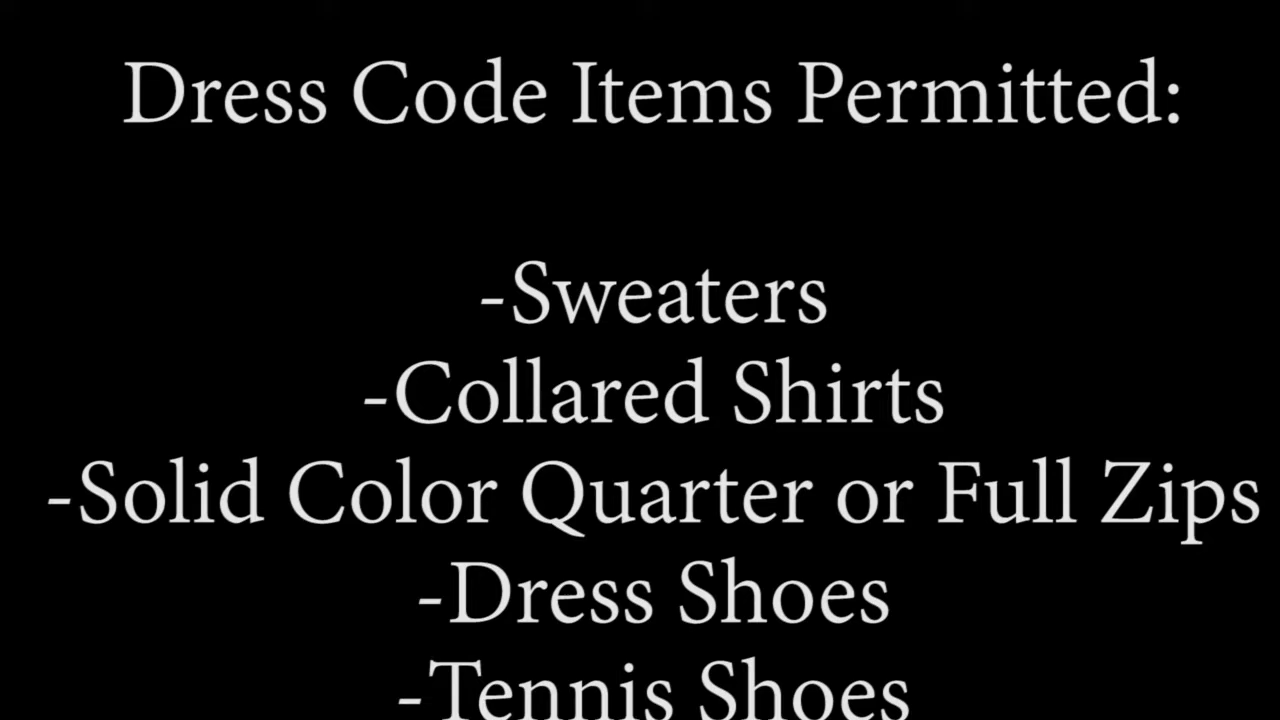 Dress Code Items Permitted:
-Sweaters
-Collared Shirts
-Solid Color Quarter or Full Zips
-Dress Shoes
-Tennis Shoes